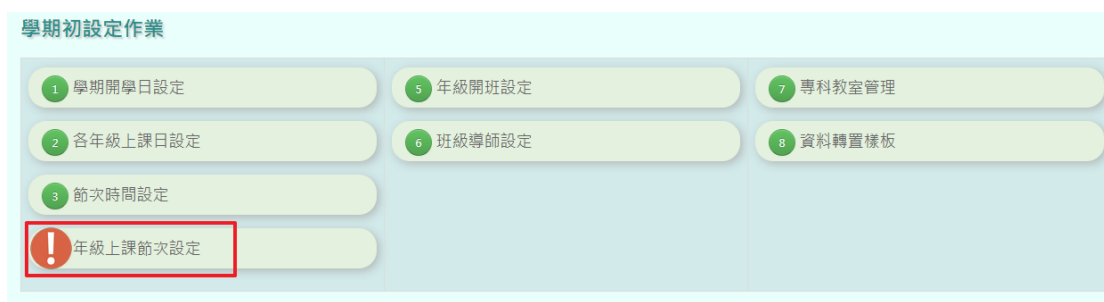 學期初設定作業
1 學期開學日設定
2 各年級上課日設定
3 節次時間設定
! 年級上課節次設定
5 年級開班設定
6 班級導師設定
7 專科教室管理
8 資料轉置樣板